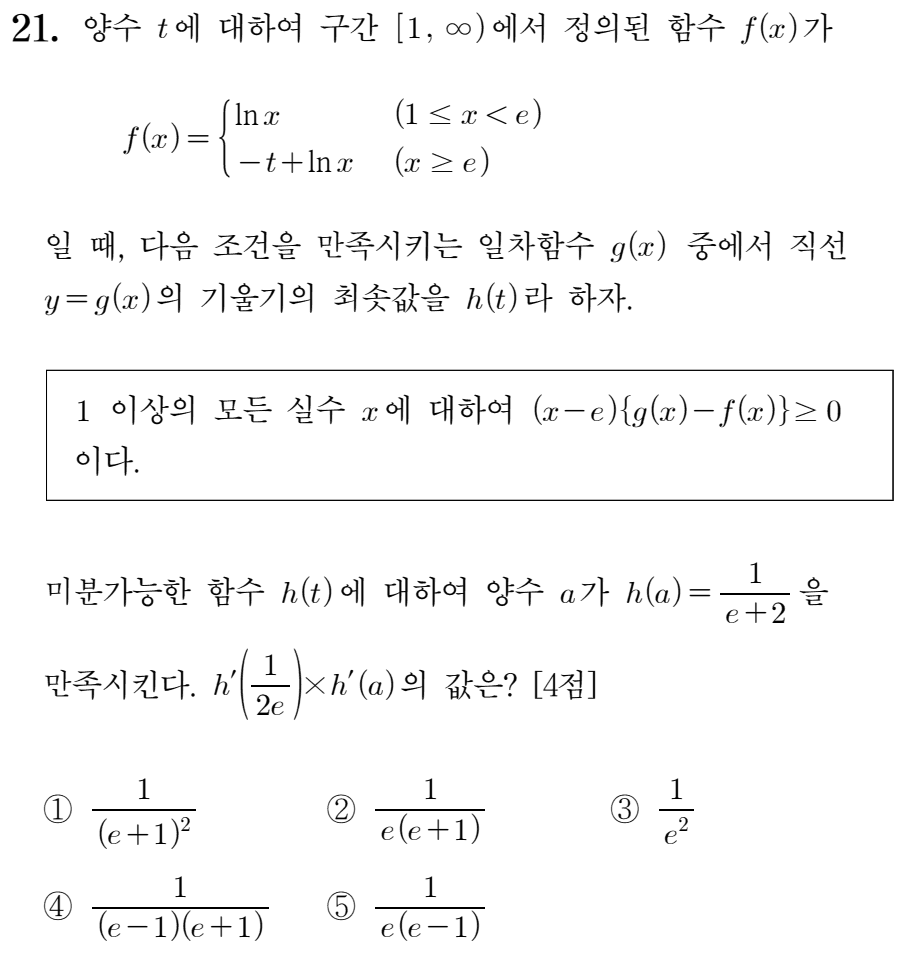 21. 양수 t에 대하여 구간 [1, ∞)에서 정의된 함수 f(x)가
f(x) = { ln x (1 ≤ x < e)
−t + ln x (x ≥ e)
일 때, 다음 조건을 만족시키는 일차함수 g(x) 중에서 직선
y = g(x)의 기울기의 최솟값을 h(t)라 하자.
1 이상의 모든 실수 x에 대하여 (x−e){g(x)−f(x)} ≥ 0
이다.
미분가능한 함수 h(t)에 대하여 양수 a가 h(a) = 1/(e+2) 을
만족시킨다. h′(1/(2e)) × h′(a)의 값은? [4점]
① 1/(e+1)² ② 1/(e(e+1)) ③ 1/e²
④ 1/((e−1)(e+1)) ⑤ 1/(e(e−1))